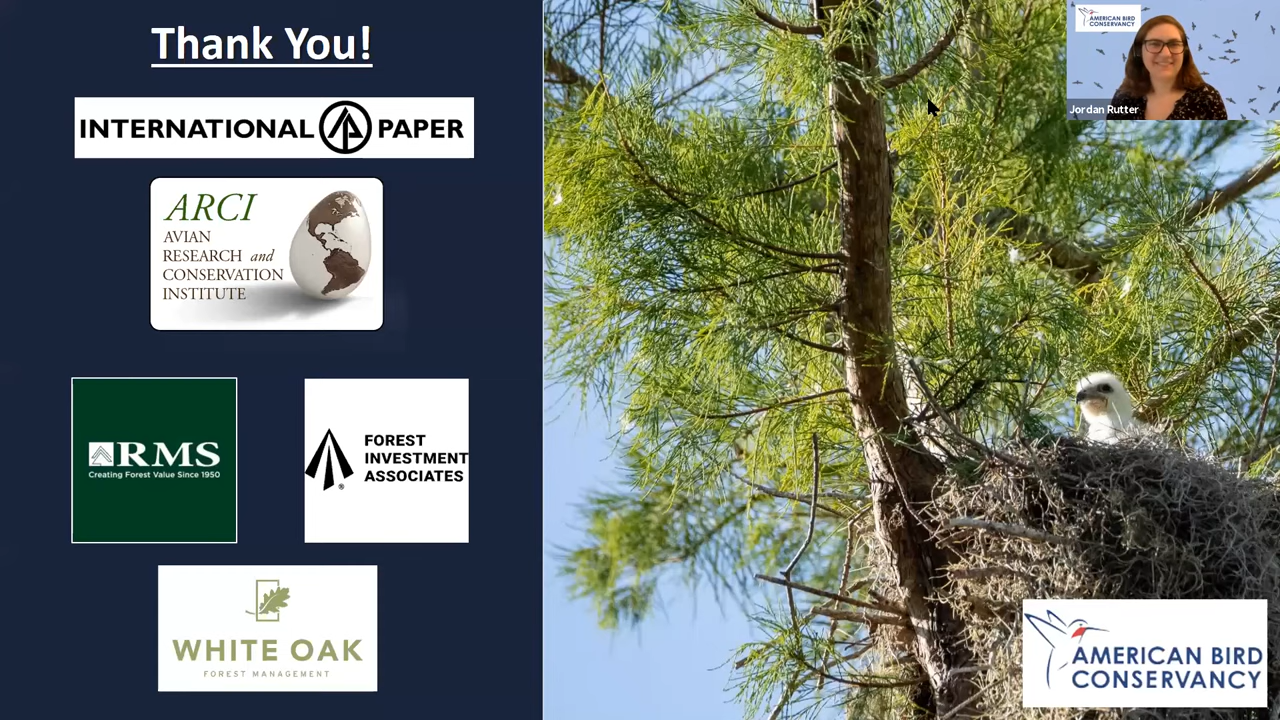 Thank You!
INTERNATIONAL PAPER
ARCI
AVIAN
RESEARCH and
CONSERVATION
INSTITUTE
RMS
Creating Forest Value Since 1950
FOREST
INVESTMENT
ASSOCIATES
®
WHITE OAK
FOREST MANAGEMENT
AMERICAN BIRD
CONSERVANCY
Jordan Rutter
AMERICAN BIRD
CONSERVANCY